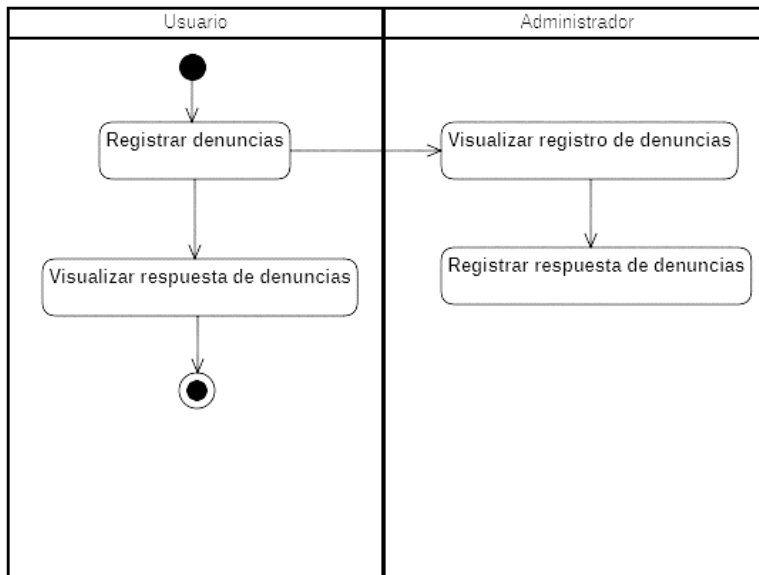 Usuario
Administrador
Registrar denuncias
Visualizar registro de denuncias
Visualizar respuesta de denuncias
Registrar respuesta de denuncias